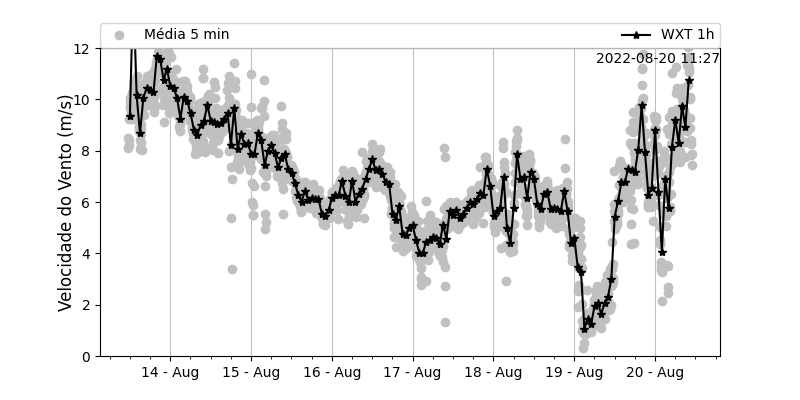 Média 5 min
WXT 1h
2022-08-20 11:27
Velocidade do Vento (m/s)
12
10
8
6
4
2
0
14 - Aug
15 - Aug
16 - Aug
17 - Aug
18 - Aug
19 - Aug
20 - Aug